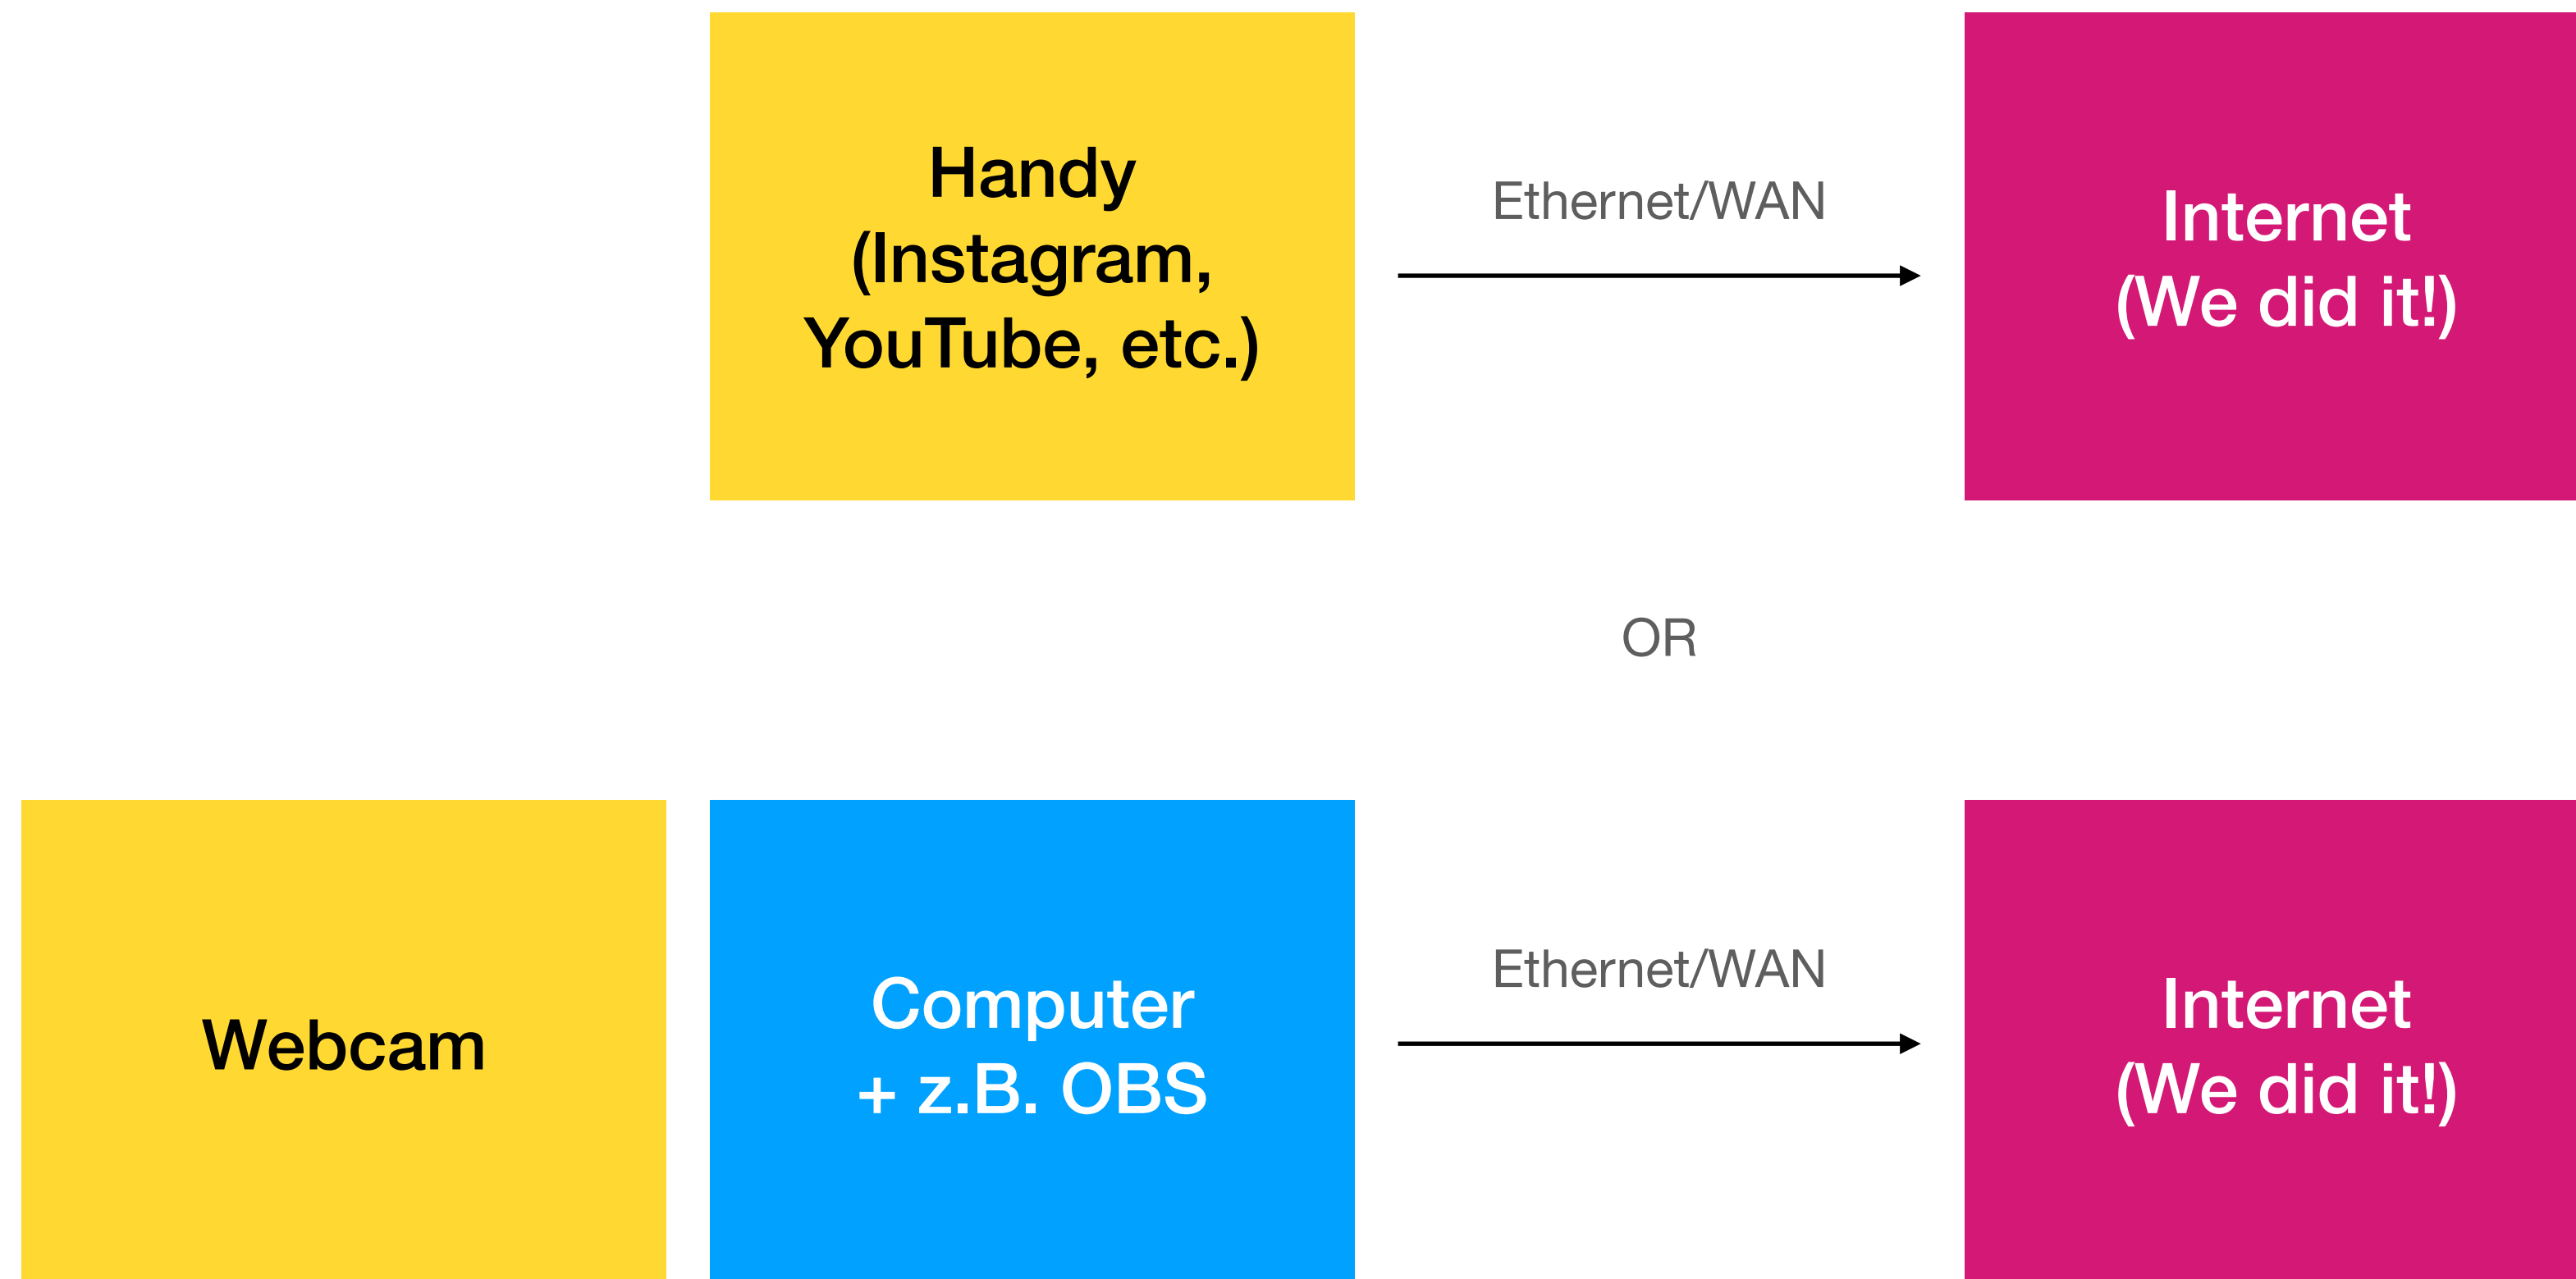 Handy
(Instagram,
YouTube, etc.)
Ethernet/WAN
Internet
(We did it!)
OR
Webcam
Computer
+ z.B. OBS
Ethernet/WAN
Internet
(We did it!)